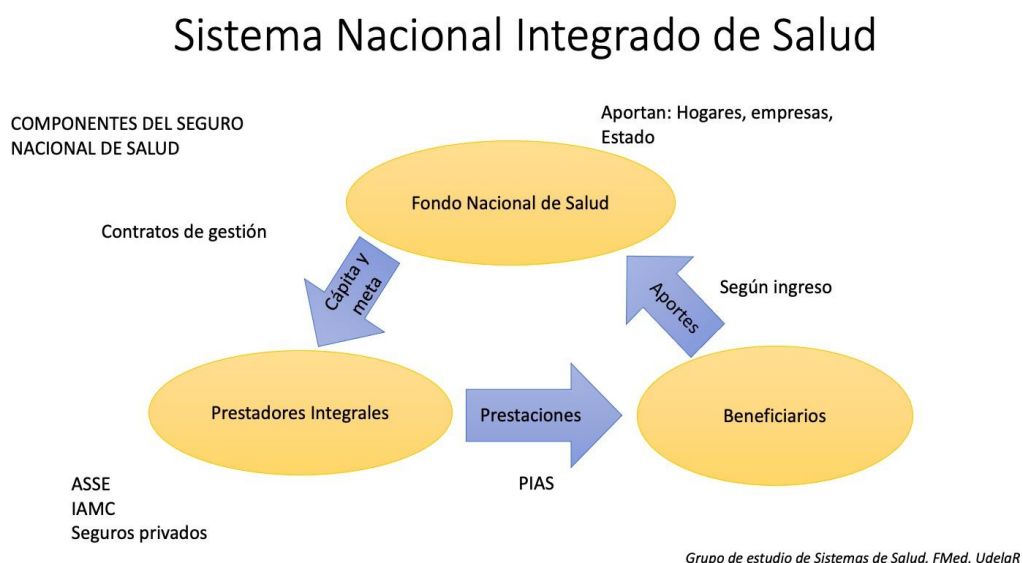 Sistema Nacional Integrado de Salud
COMPONENTES DEL SEGURO
NACIONAL DE SALUD
Aportan: Hogares, empresas,
Estado
Fondo Nacional de Salud
Contratos de gestión
Cápita y
meta
Aportes
Según ingreso
Prestadores Integrales
Prestaciones
Beneficiarios
ASSE
IAMC
Seguros privados
PIAS
Grupo de estudio de Sistemas de Salud. FMed. UdelaR